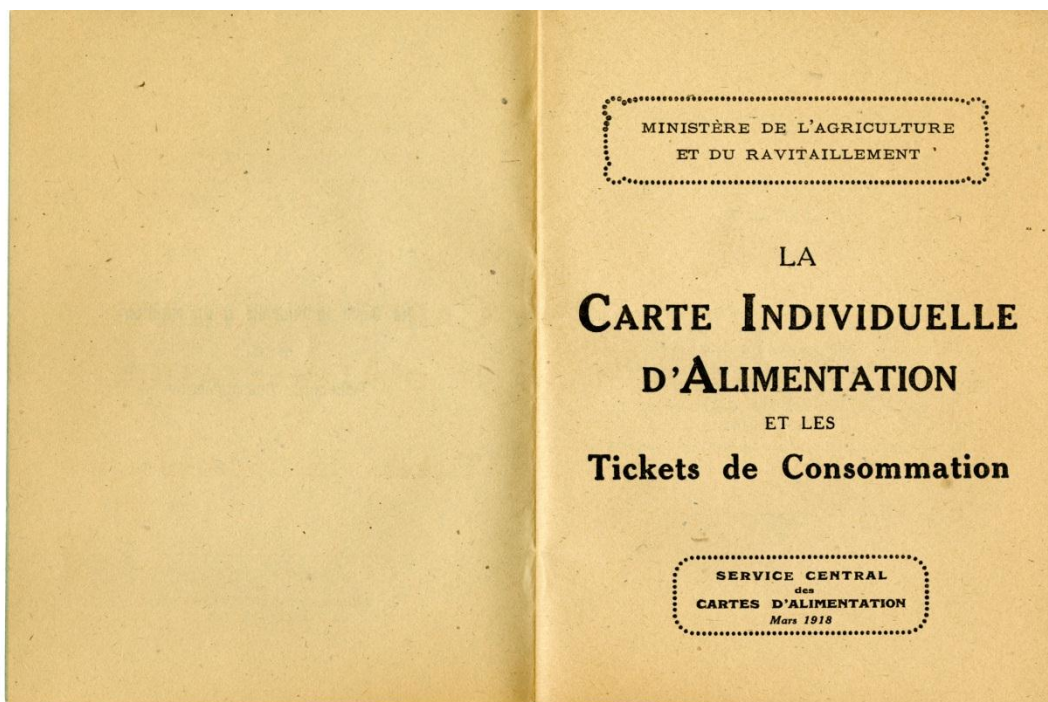 MINISTÈRE DE L'AGRICULTURE
ET DU RAVITAILLEMENT
LA
CARTE INDIVIDUELLE
D'ALIMENTATION
ET LES
Tickets de Consommation
SERVICE CENTRAL
des
CARTES D'ALIMENTATION
Mars 1918